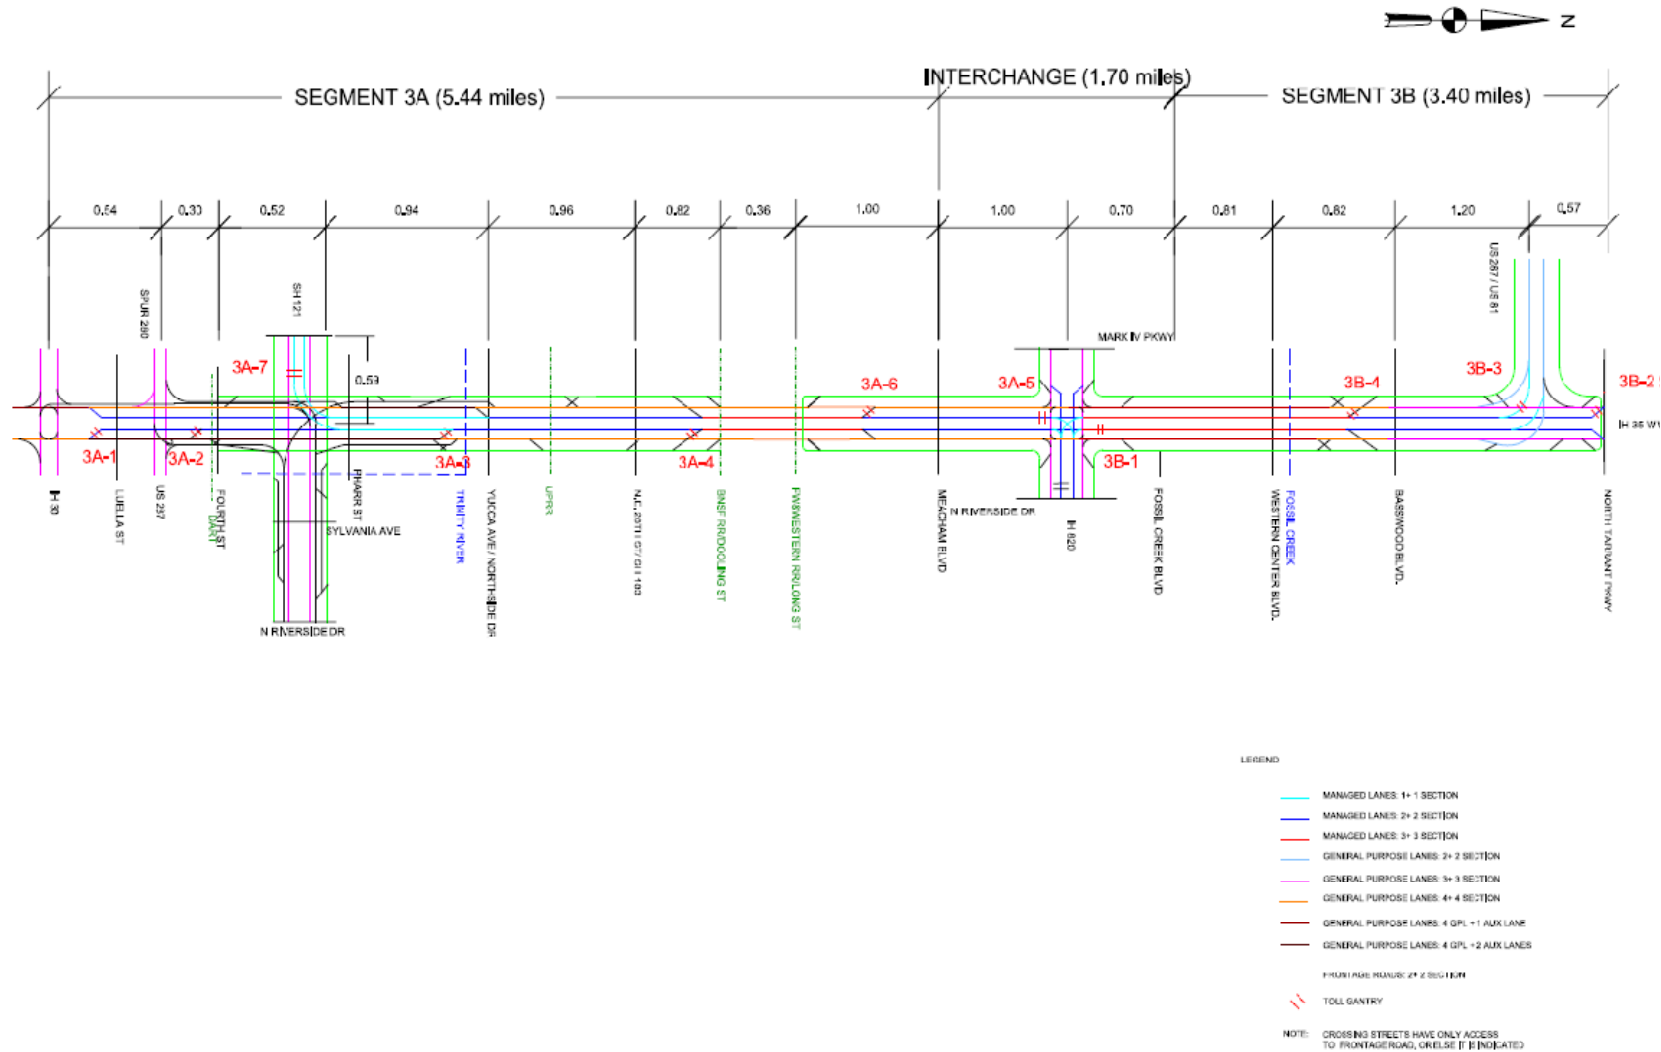 N
INTERCHANGE (1.70 miles)
SEGMENT 3A (5.44 miles)
SEGMENT 3B (3.40 miles)
0.54
0.30
0.52
0.94
0.96
0.82
0.36
1.00
1.00
0.70
0.81
0.82
1.20
0.57
SPUR 280
SH 121
US 287 / US 81
MARK IV PKWY
3A-7
0.59
3A-6
3A-5
3B-4
3B-3
3B-2
IH 35 W
3A-1
3A-2
3A-3
3A-4
3B-1
IH 30
LUELLA ST
US 287
FOURTH ST
DART
PHARR ST
SYLVANIA AVE
TRINITY RIVER
YUCCA AVE / NORTHSIDE DR
UPRR
N.E. 28TH ST/ SH 183
BNSF RR/DOOLING ST
FWWESTERN RR/LONG ST
MEACHAM BLVD
N RIVERSIDE DR
IH 820
FOSSIL CREEK BLVD
WESTERN CENTER BLVD.
FOSSIL CREEK
BASSWOOD BLVD.
NORTH TARRANT PKWY
N RIVERSIDE DR
LEGEND
MANAGED LANES: 1+ 1 SECTION
MANAGED LANES: 2+ 2 SECTION
MANAGED LANES: 3+ 3 SECTION
GENERAL PURPOSE LANES: 2+ 2 SECTION
GENERAL PURPOSE LANES: 3+ 3 SECTION
GENERAL PURPOSE LANES: 4+ 4 SECTION
GENERAL PURPOSE LANES: 4 GPL +1 AUX LANE
GENERAL PURPOSE LANES: 4 GPL +2 AUX LANES
FRONTAGE ROADS: 2+ 2 SECTION
TOLL GANTRY
NOTE: CROSSING STREETS HAVE ONLY ACCESS
TO FRONTAGE ROAD, OR ELSE IT IS INDICATED